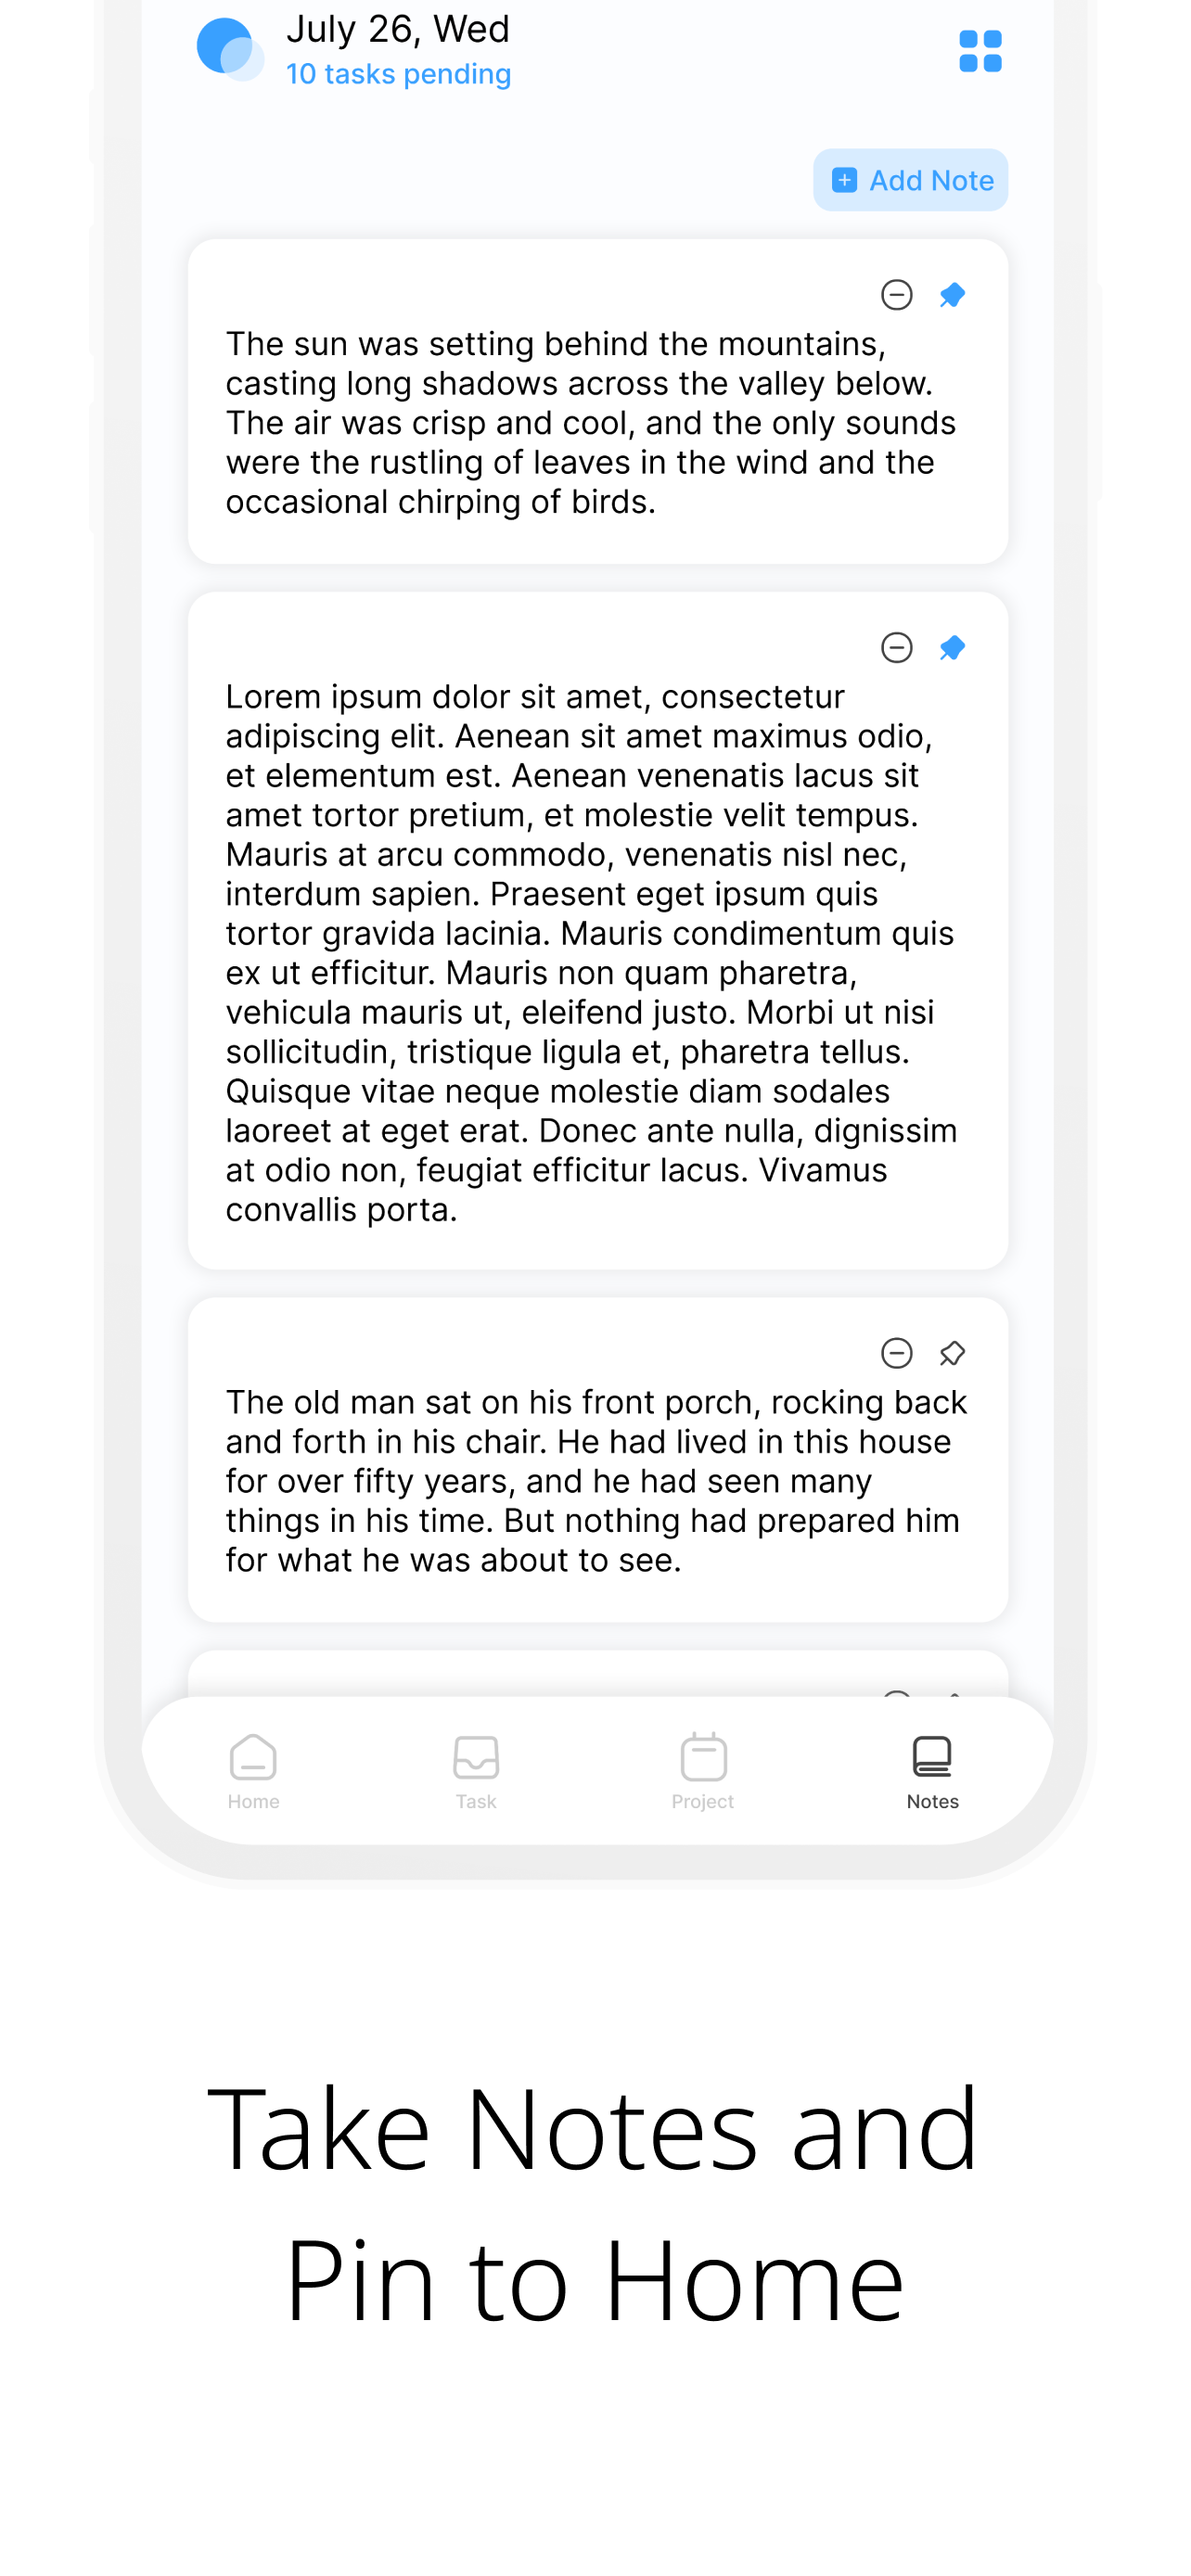 July 26, Wed
10 tasks pending
Add Note
The sun was setting behind the mountains,
casting long shadows across the valley below.
The air was crisp and cool, and the only sounds
were the rustling of leaves in the wind and the
occasional chirping of birds.
Lorem ipsum dolor sit amet, consectetur
adipiscing elit. Aenean sit amet maximus odio,
et elementum est. Aenean venenatis lacus sit
amet tortor pretium, et molestie velit tempus.
Mauris at arcu commodo, venenatis nisl nec,
interdum sapien. Praesent eget ipsum quis
tortor gravida lacinia. Mauris condimentum quis
ex ut efficitur. Mauris non quam pharetra,
vehicula mauris ut, eleifend justo. Morbi ut nisi
sollicitudin, tristique ligula et, pharetra tellus.
Quisque vitae neque molestie diam sodales
laoreet at eget erat. Donec ante nulla, dignissim
at odio non, feugiat efficitur lacus. Vivamus
convallis porta.
The old man sat on his front porch, rocking back
and forth in his chair. He had lived in this house
for over fifty years, and he had seen many
things in his time. But nothing had prepared him
for what he was about to see.
Home Task Project Notes
Take Notes and
Pin to Home